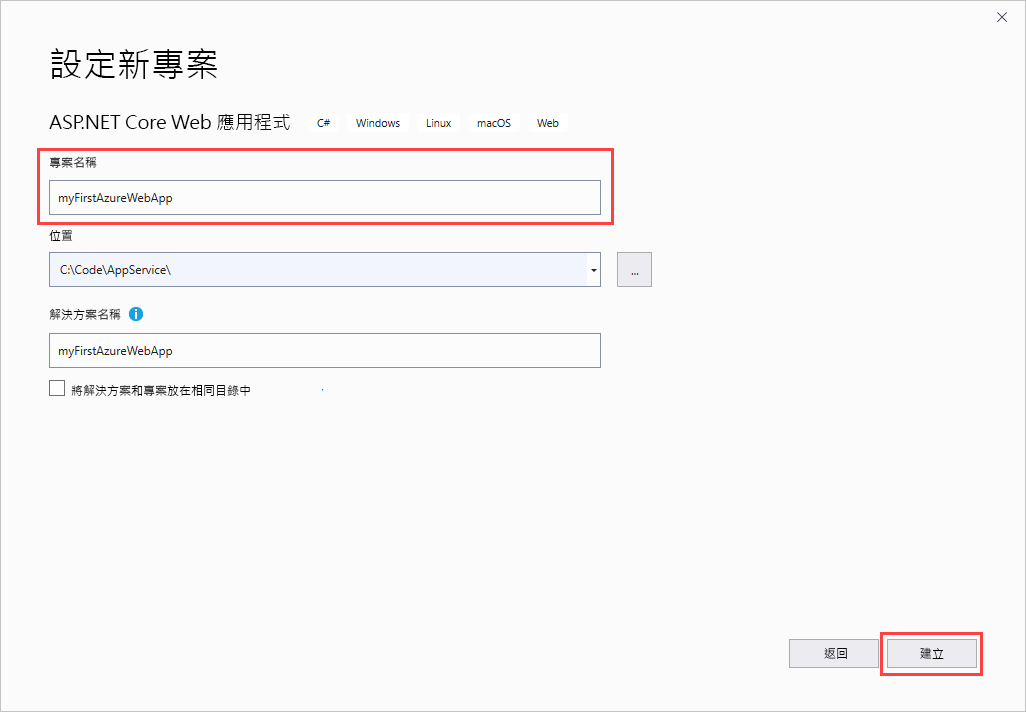 設定新專案
ASP.NET Core Web 應用程式 C# Windows Linux macOS Web
專案名稱
myFirstAzureWebApp
位置
C:\Code\AppService\
...
解決方案名稱
myFirstAzureWebApp
將解決方案和專案放在相同目錄中
返回
建立